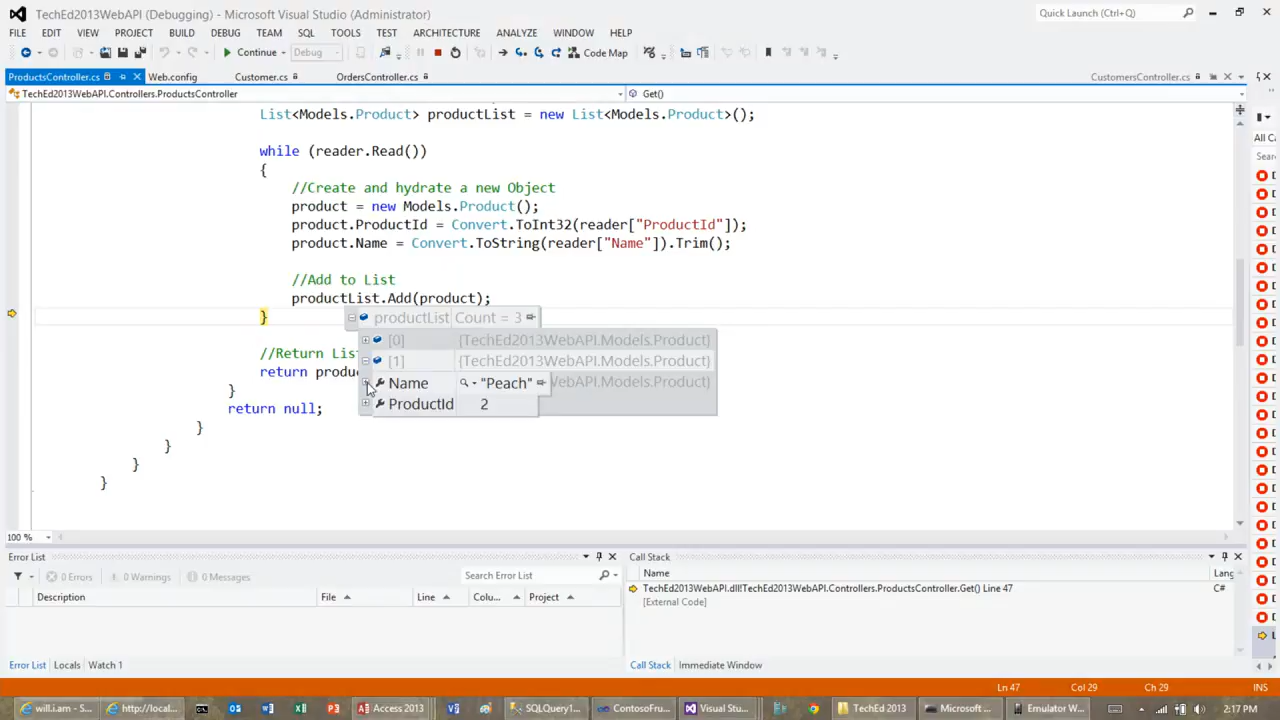 TechEd2013WebAPI (Debugging) - Microsoft Visual Studio (Administrator)
Quick Launch (Ctrl+Q)
FILE EDIT VIEW PROJECT BUILD DEBUG TEAM SQL TOOLS TEST ARCHITECTURE ANALYZE WINDOW HELP
Continue Debug Code Map
ProductsController.cs Web.config Customer.cs OrdersController.cs CustomersController.cs
TechEd2013WebAPI.Controllers.ProductsController Get()
List<Models.Product> productList = new List<Models.Product>();
All C
while (reader.Read())
Sear
{
//Create and hydrate a new Object
product = new Models.Product();
product.ProductId = Convert.ToInt32(reader["ProductId"]);
product.Name = Convert.ToString(reader["Name"]).Trim();
//Add to List
productList.Add(product);
}
productList Count = 3
[0] {TechEd2013WebAPI.Models.Product}
//Return Lis
[1] {TechEd2013WebAPI.Models.Product}
return produ
Name "Peach" WebAPI.Models.Product}
}
ProductId 2
return null;
}
}
}
}
100 %
Error List
Call Stack
0 Errors 0 Warnings 0 Messages Search Error List
Name Lang
Description File Line Colu... Project
TechEd2013WebAPI.dll!TechEd2013WebAPI.Controllers.ProductsController.Get() Line 47 C#
[External Code]
Error List Locals Watch 1
Call Stack Immediate Window
Ln 47 Col 29 Ch 29 INS
will.i.am - S... http://local... Access 2013 SQLQuery1... ContosoFru... Visual Stu... TechEd 2013 Microsoft ... Emulator W... 2:17 PM